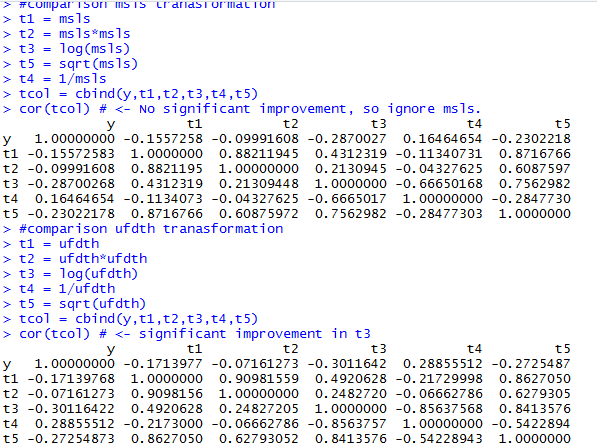 > #comparison msls tranasformation
> t1 = msls
> t2 = msls*msls
> t3 = log(msls)
> t5 = sqrt(msls)
> t4 = 1/msls
> tcol = cbind(y,t1,t2,t3,t4,t5)
> cor(tcol) # <- No significant improvement, so ignore msls.
y t1 t2 t3 t4 t5
y 1.00000000 -0.1557258 -0.09991608 -0.2870027 0.16464654 -0.2302218
t1 -0.15572583 1.0000000 0.88211945 0.4312319 -0.11340731 0.8716766
t2 -0.09991608 0.8821195 1.00000000 0.2130945 -0.04327625 0.6087597
t3 -0.28700268 0.4312319 0.21309448 1.0000000 -0.66650168 0.7562982
t4 0.16464654 -0.1134073 -0.04327625 -0.6665017 1.00000000 -0.2847730
t5 -0.23022178 0.8716766 0.60875972 0.7562982 -0.28477303 1.0000000
> #comparison ufdth tranasformation
> t1 = ufdth
> t2 = ufdth*ufdth
> t3 = log(ufdth)
> t4 = 1/ufdth
> t5 = sqrt(ufdth)
> tcol = cbind(y,t1,t2,t3,t4,t5)
> cor(tcol) # <- significant improvement in t3
y t1 t2 t3 t4 t5
y 1.00000000 -0.1713977 -0.07161273 -0.3011642 0.28855512 -0.2725487
t1 -0.17139768 1.0000000 0.90981559 0.4920628 -0.21729998 0.8627050
t2 -0.07161273 0.9098156 1.00000000 0.2482720 -0.06662786 0.6279305
t3 -0.30116422 0.4920628 0.24827205 1.0000000 -0.85637568 0.8413576
t4 0.28855512 -0.2173000 -0.06662786 -0.8563757 1.00000000 -0.5422894
t5 -0.27254873 0.8627050 0.62793052 0.8413576 -0.54228943 1.0000000